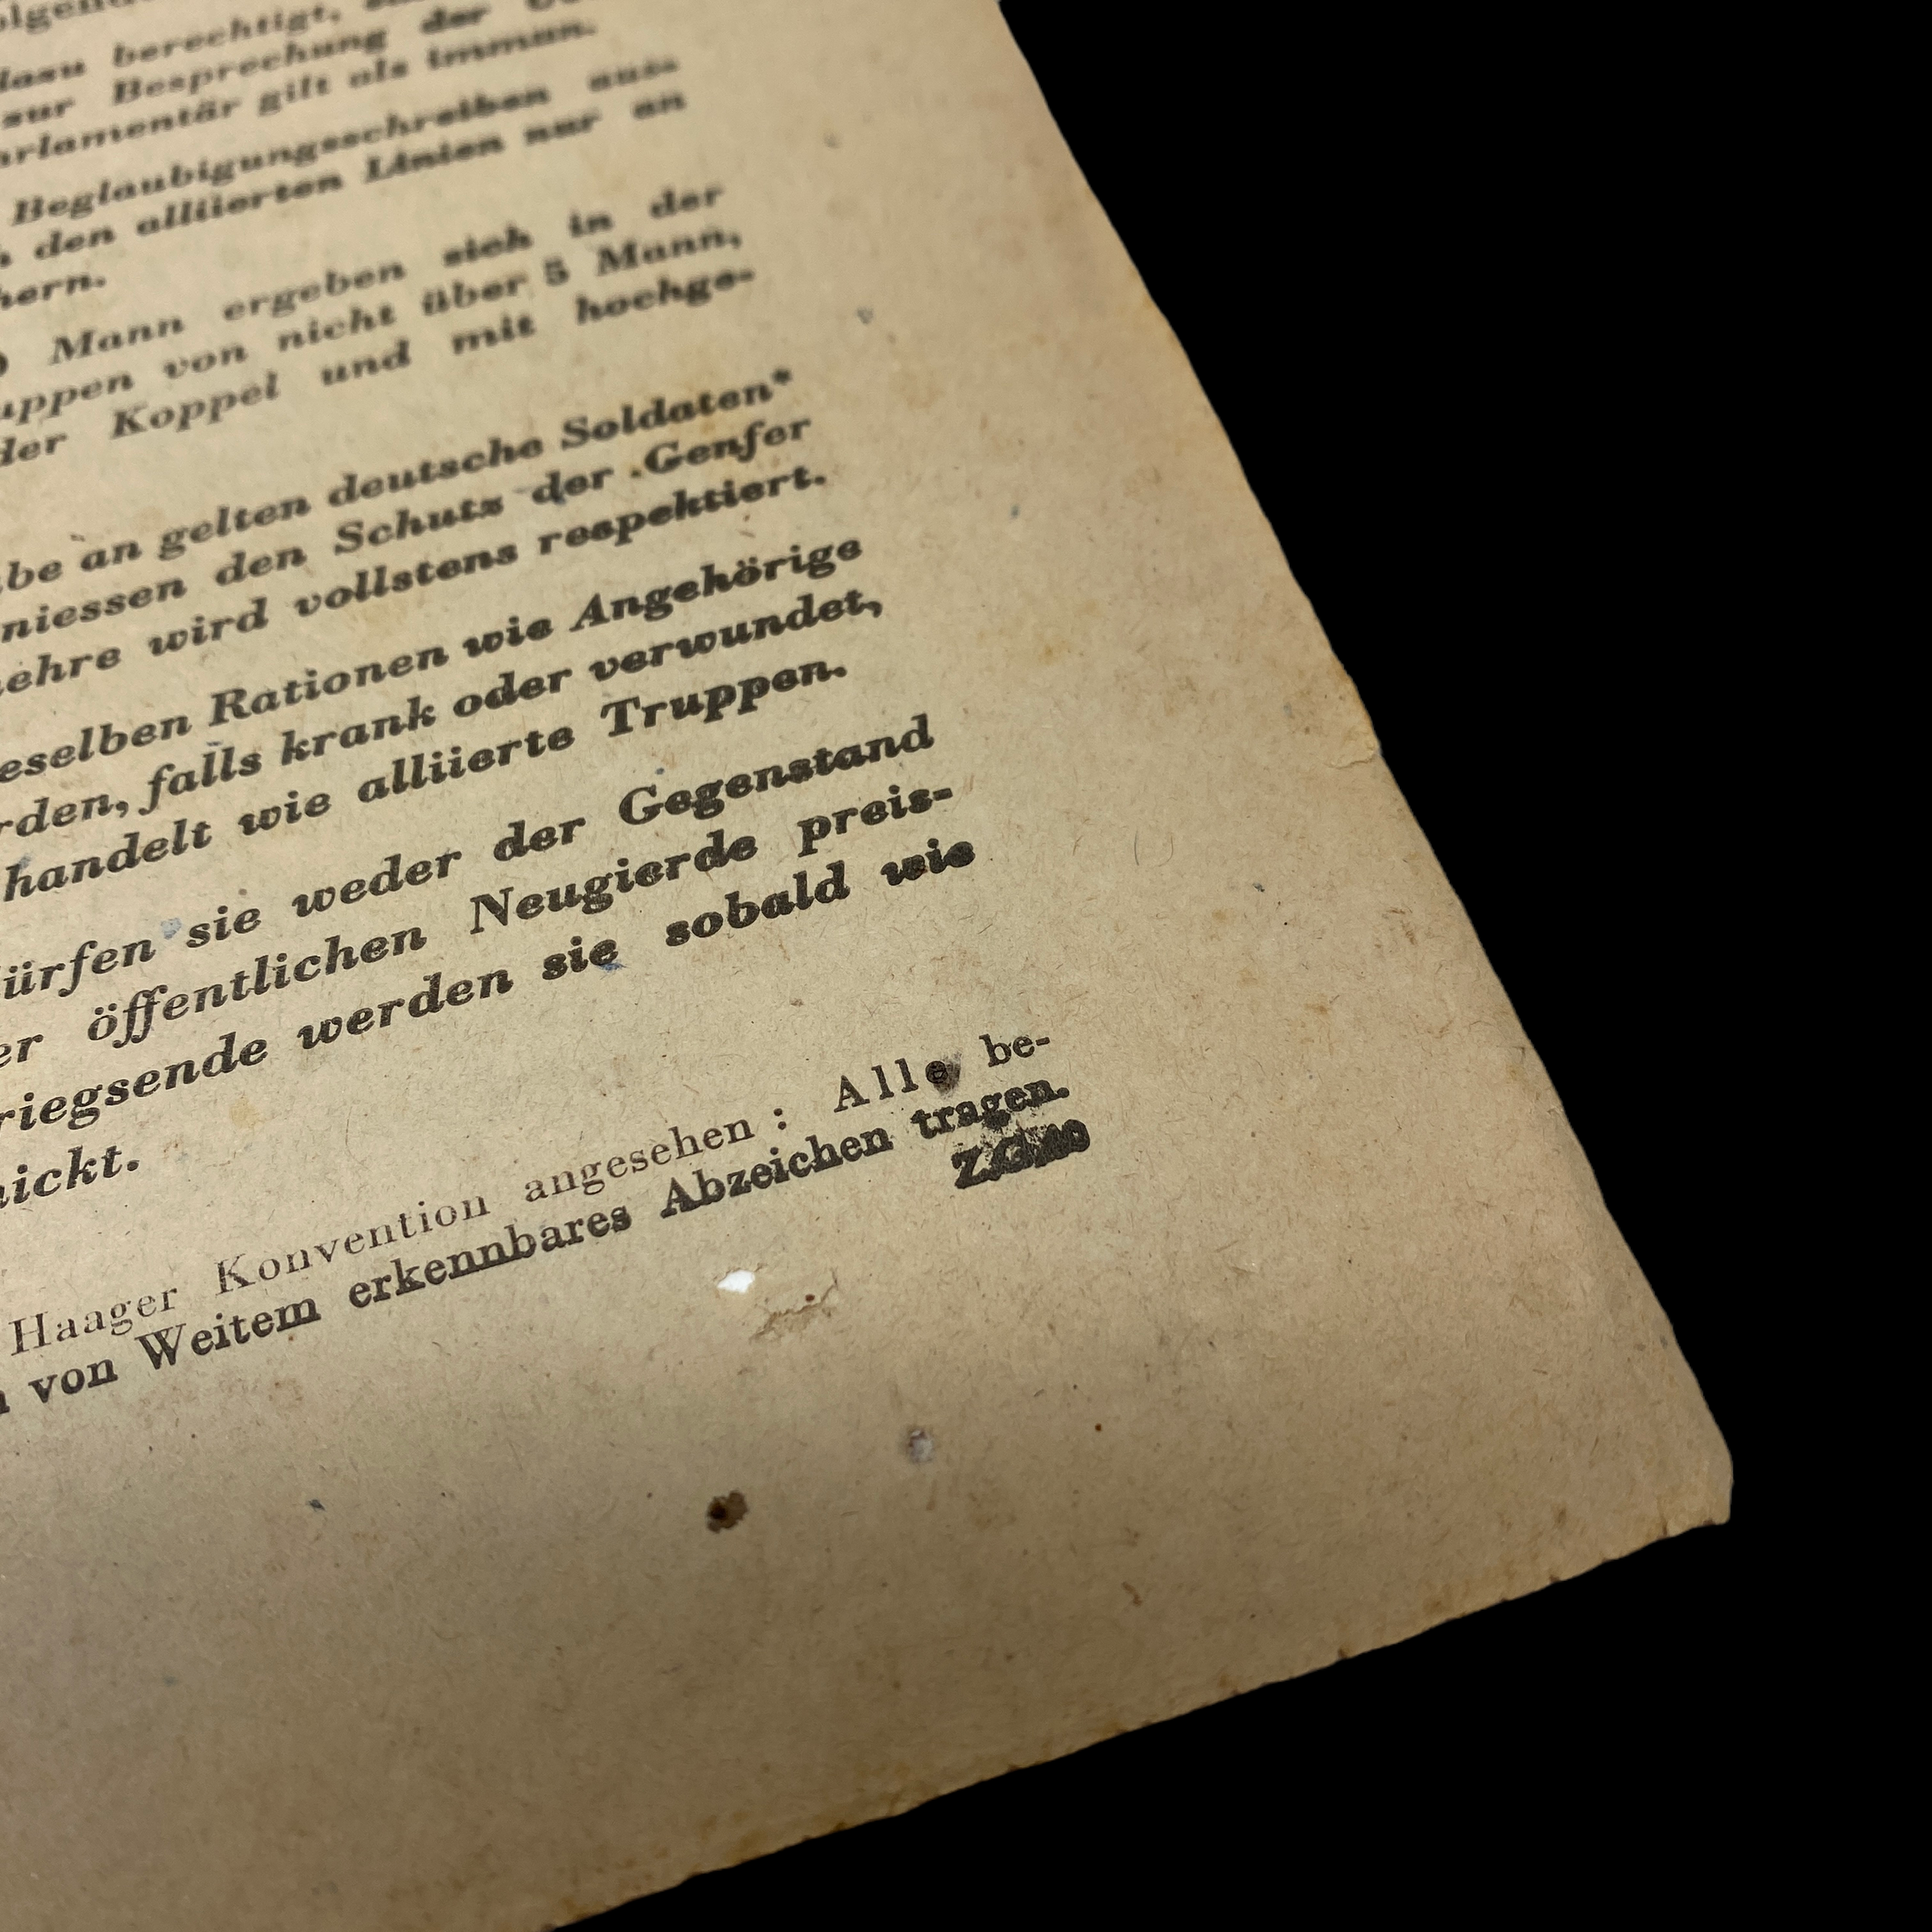 dazu berechtigt,
zur Besprechung der
arlamentär gilt als immun.
Beglaubigungsschreiben aus-
den alliierten Linien nur an
hern.
Mann ergeben sich in der
uppen von nicht über 5 Mann,
der Koppel und mit hochge-
be an gelten deutsche Soldaten*
niessen den Schutz der Genfer
ehre wird vollstens respektiert.
eselben Rationen wie Angehörige
rden, falls krank oder verwundet,
handelt wie alliierte Truppen.
ürfen sie weder der Gegenstand
er öffentlichen Neugierde preis-
riegsende werden sie sobald wie
ickt.
Haager Konvention angesehen: Alle be-
von Weitem erkennbares Abzeichen tragen.